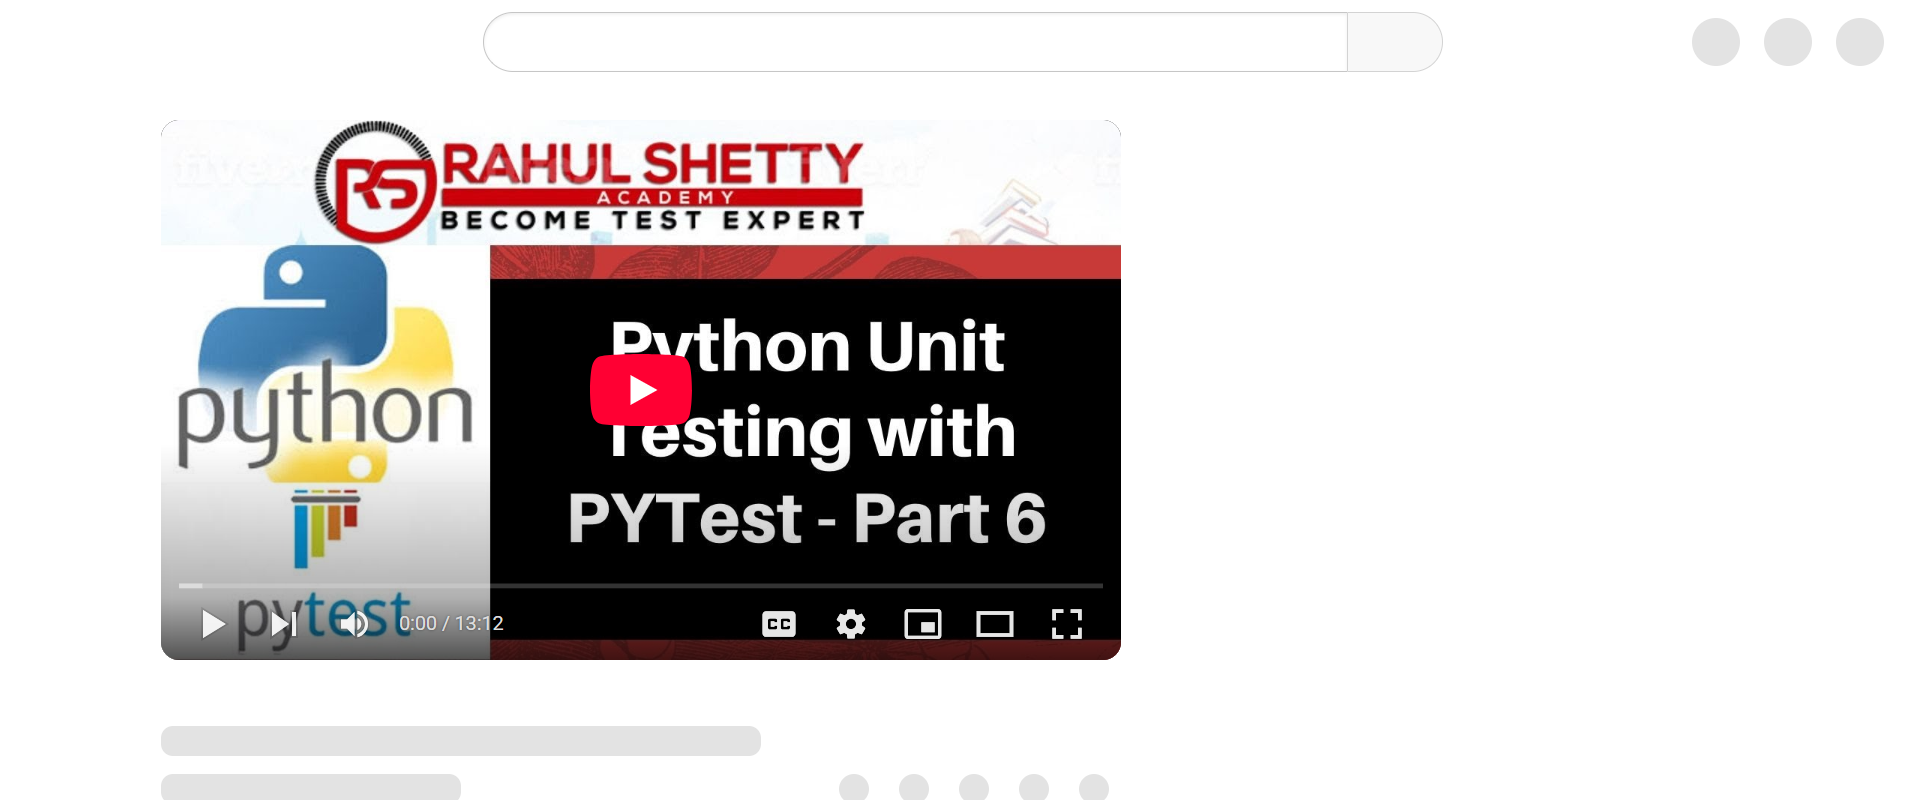 RAHUL SHETTY
ACADEMY
BECOME TEST EXPERT
python
Python Unit
Testing with
PYTest - Part 6
pytest
0:00 / 13:12
CC